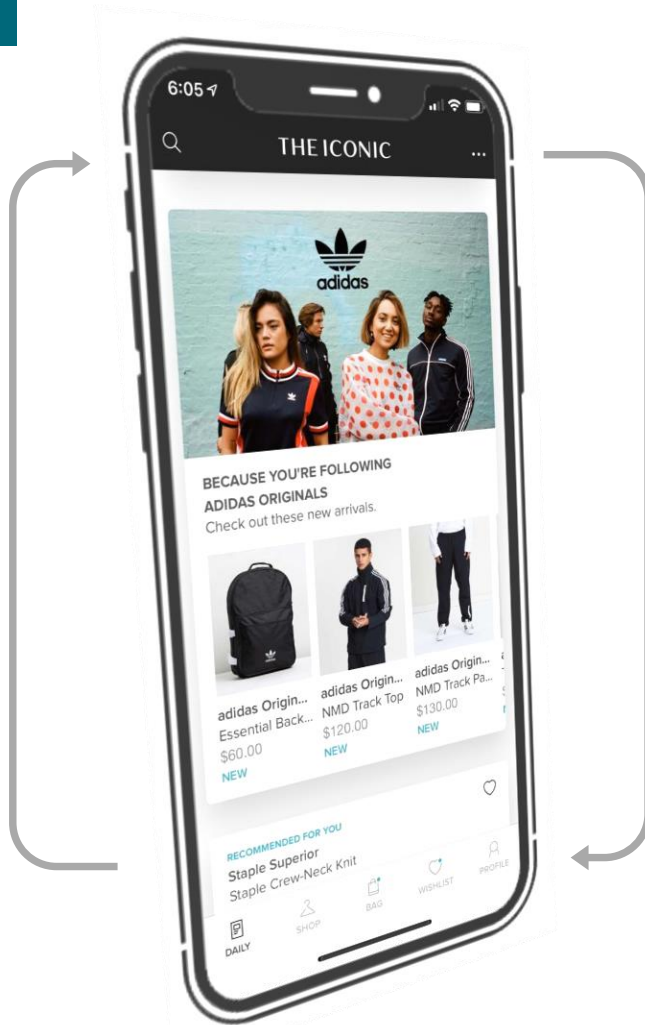 6:05
THE ICONIC
adidas
BECAUSE YOU'RE FOLLOWING
ADIDAS ORIGINALS
Check out these new arrivals.
adidas Origin...
Essential Back...
$60.00
NEW
adidas Origin...
NMD Track Top
$120.00
NEW
adidas Origin...
NMD Track Pa...
$130.00
NEW
RECOMMENDED FOR YOU
Staple Superior
Staple Crew-Neck Knit
DAILY
SHOP
BAG
WISHLIST
PROFILE